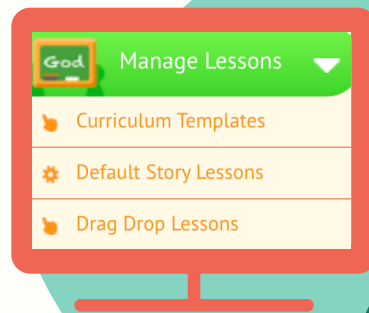 God
Manage Lessons
Curriculum Templates
Default Story Lessons
Drag Drop Lessons